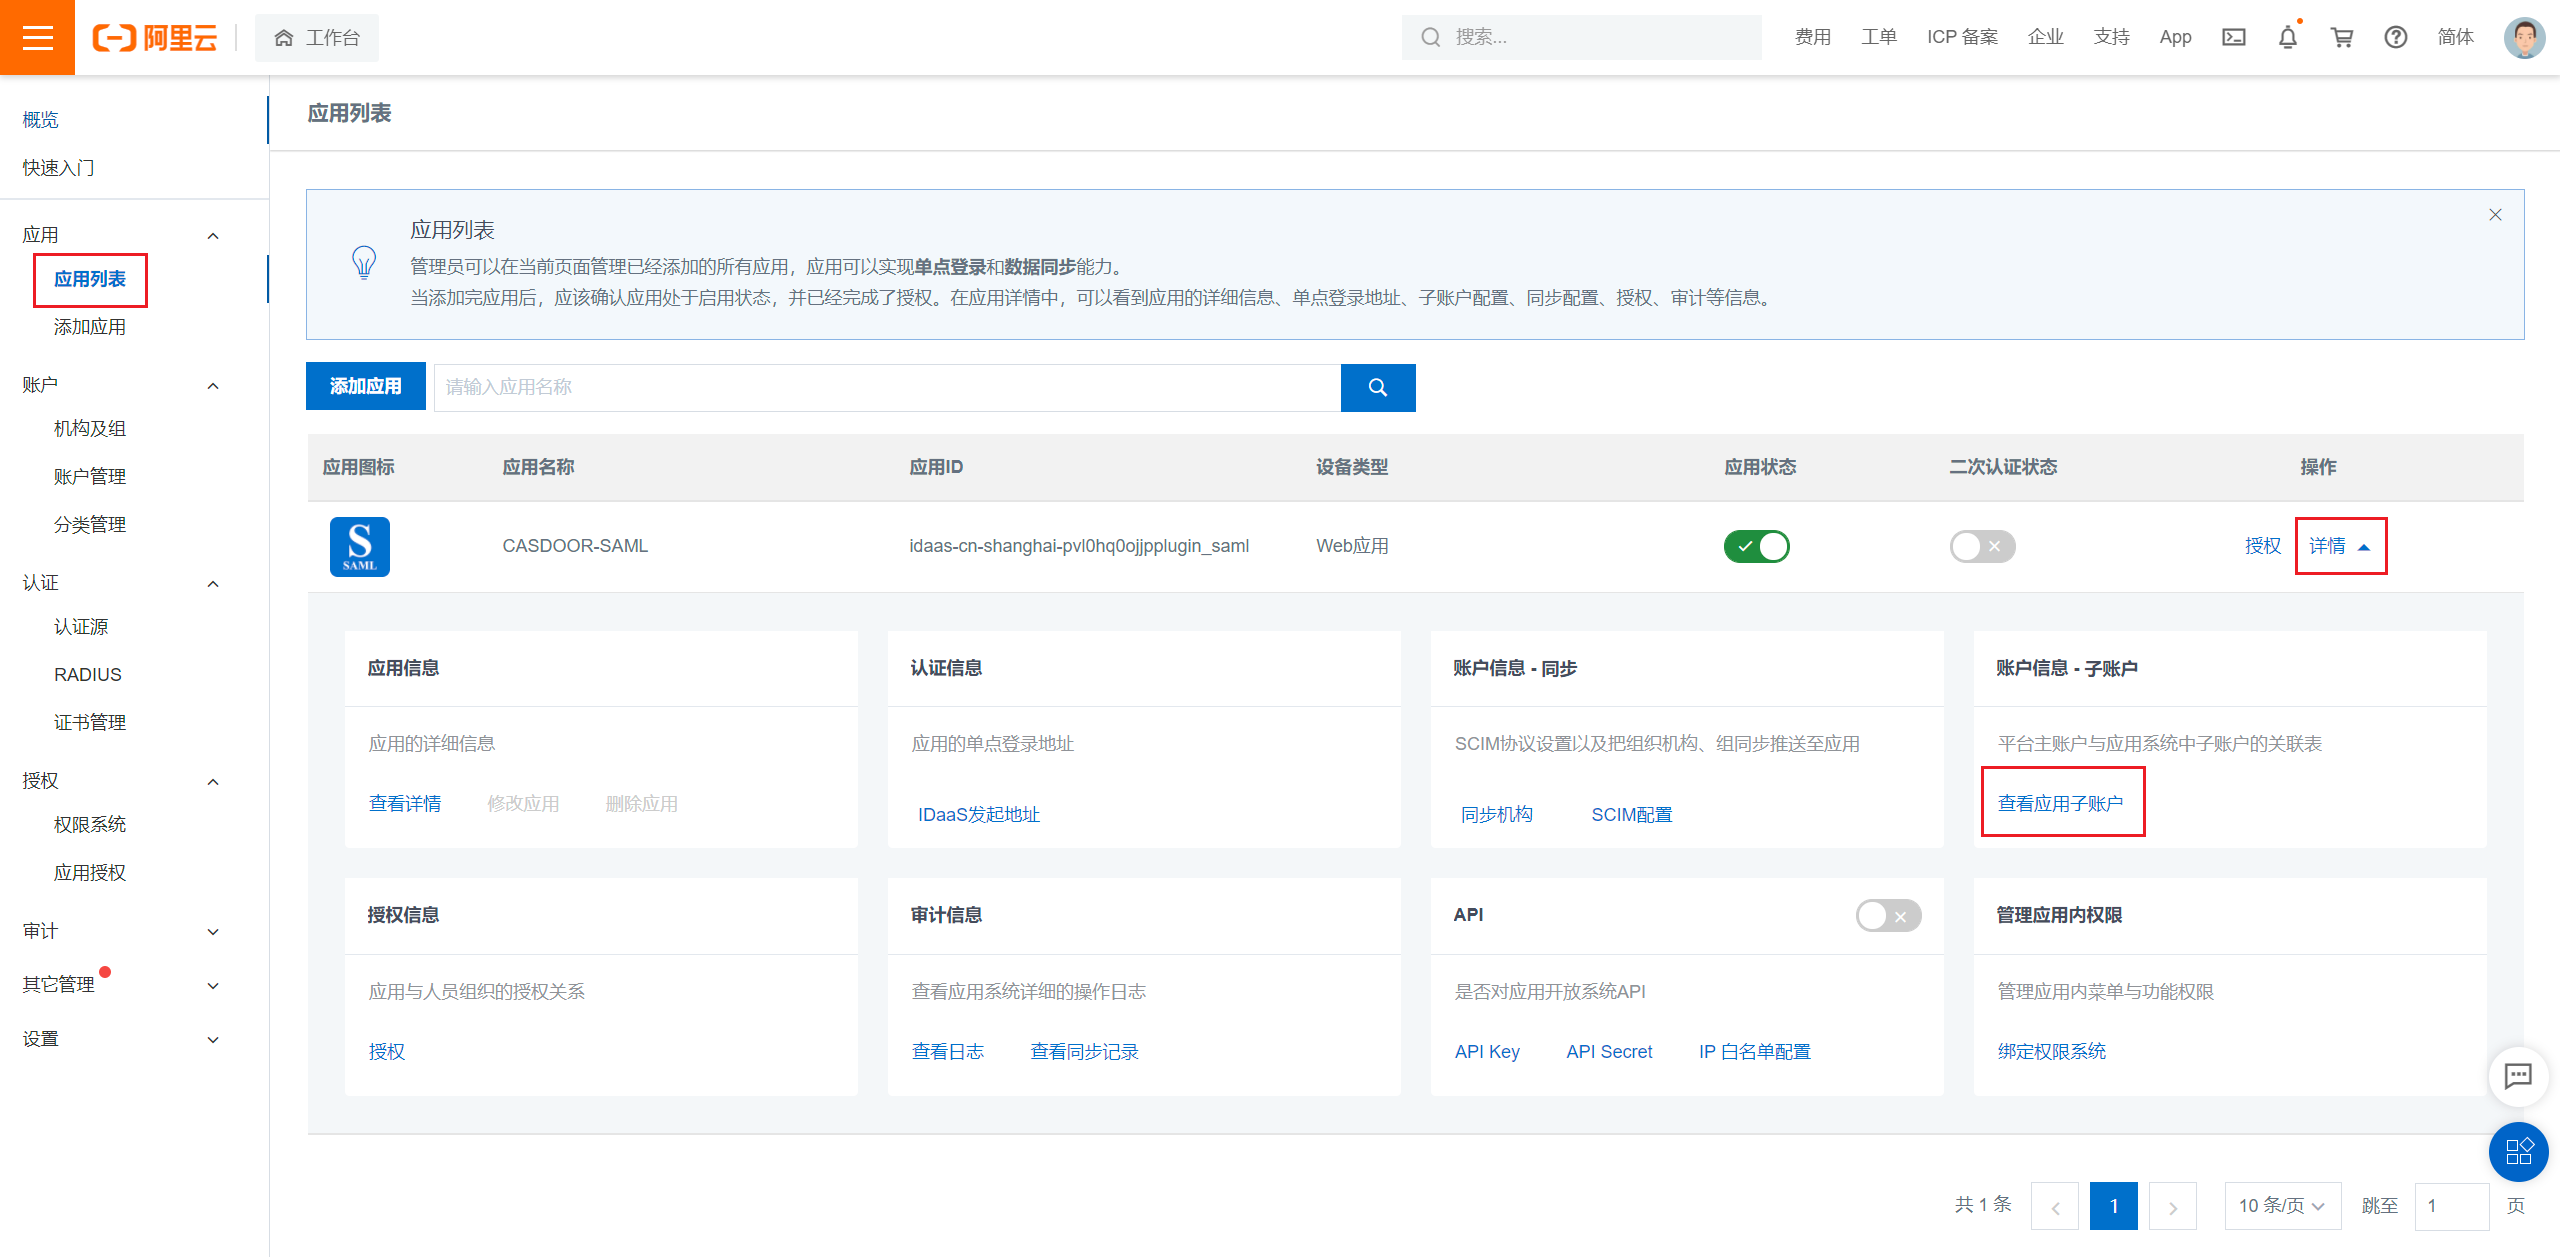 阿里云
工作台
搜索...
费用 工单 ICP 备案 企业 支持 App 简体
概览
快速入门
应用
应用列表
添加应用
账户
机构及组
账户管理
分类管理
认证
认证源
RADIUS
证书管理
授权
权限系统
应用授权
审计
其它管理
设置
应用列表
应用列表
管理员可以在当前页面管理已经添加的所有应用，应用可以实现单点登录和数据同步能力。
当添加完应用后，应该确认应用处于启用状态，并已经完成了授权。在应用详情中，可以看到应用的详细信息、单点登录地址、子账户配置、同步配置、授权、审计等信息。
添加应用 请输入应用名称
应用图标 应用名称 应用ID 设备类型 应用状态 二次认证状态 操作
S
SAML
CASDOOR-SAML idaas-cn-shanghai-pvl0hq0ojjpplugin_saml Web应用 授权 详情
应用信息
应用的详细信息
查看详情 修改应用 删除应用
认证信息
应用的单点登录地址
IDaaS发起地址
账户信息 - 同步
SCIM协议设置以及把组织机构、组同步推送至应用
同步机构 SCIM配置
账户信息 - 子账户
平台主账户与应用系统中子账户的关联表
查看应用子账户
授权信息
应用与人员组织的授权关系
授权
审计信息
查看应用系统详细的操作日志
查看日志 查看同步记录
API
是否对应用开放系统API
API Key API Secret IP 白名单配置
管理应用内权限
管理应用内菜单与功能权限
绑定权限系统
共 1 条 1 10 条/页 跳至 1 页